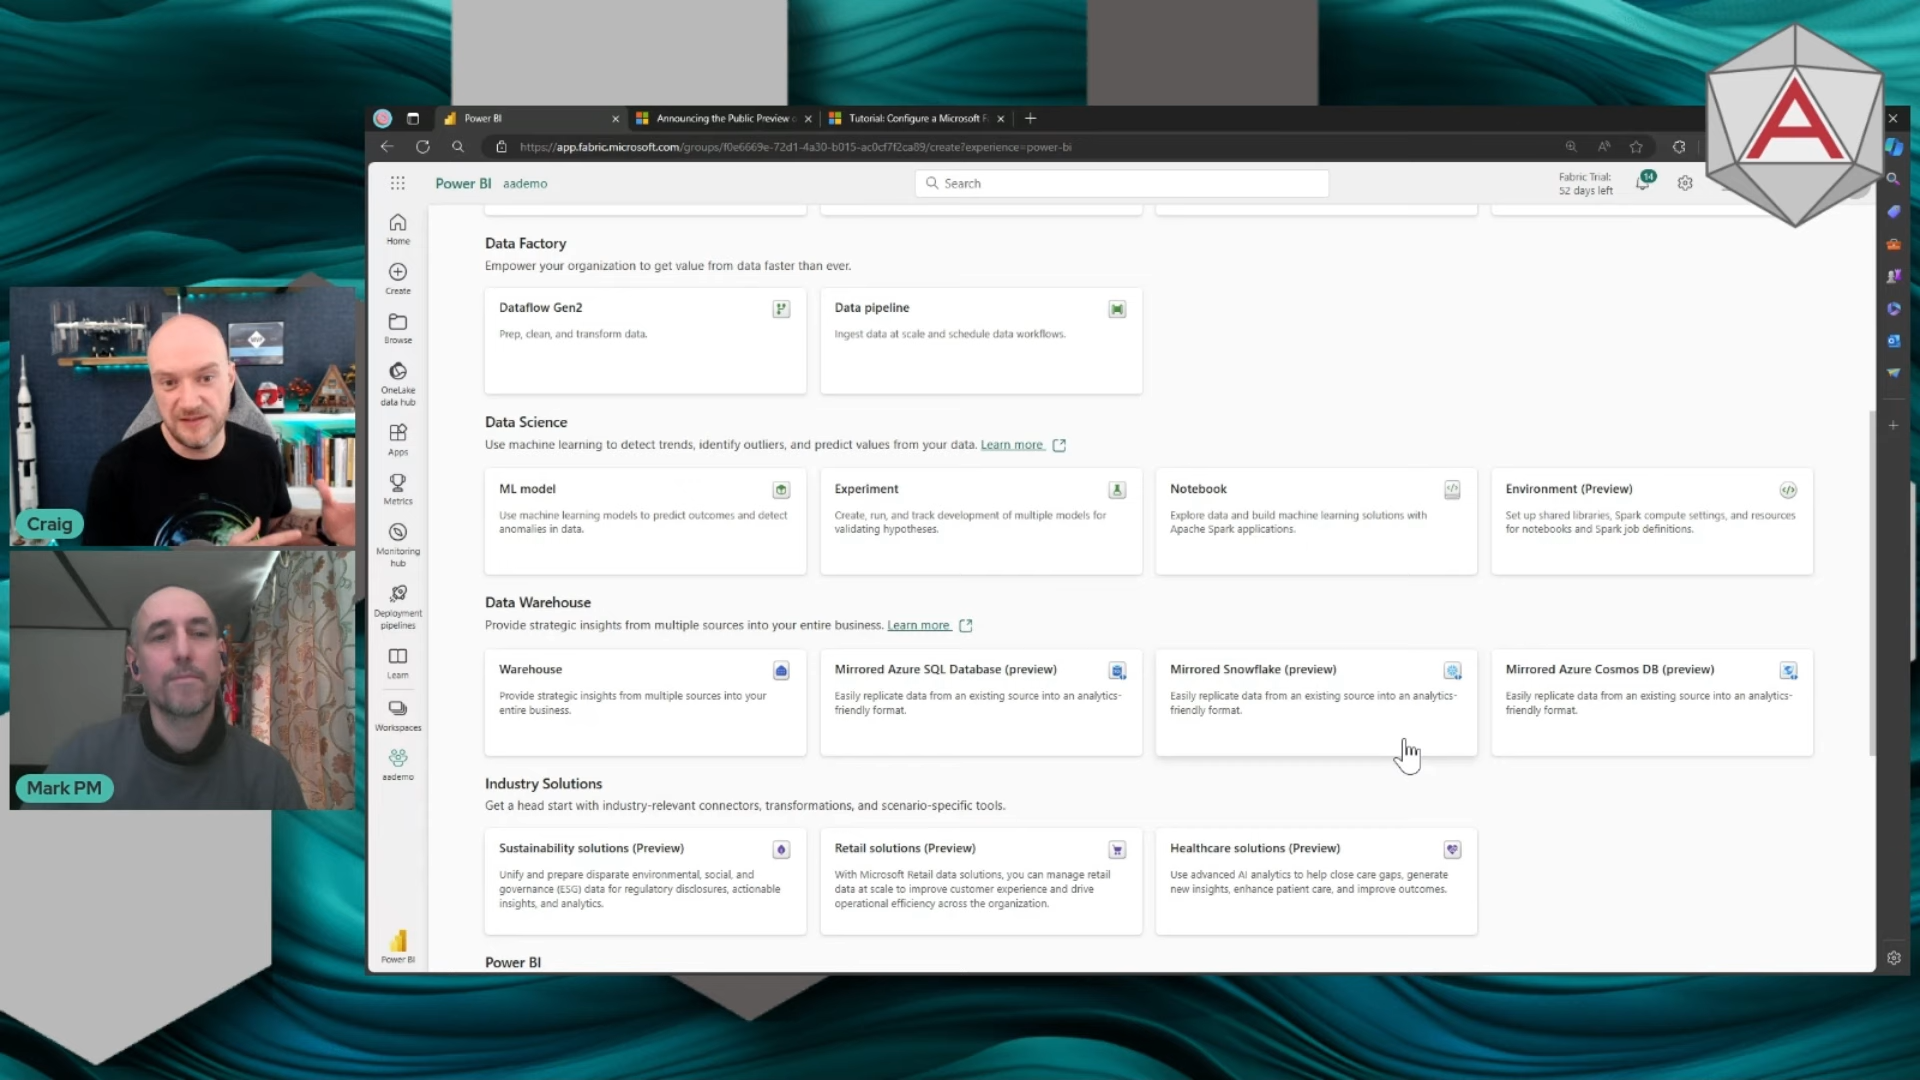 Power BI
Announcing the Public Preview
Tutorial: Configure a Microsoft
https://app.fabric.microsoft.com/groups/f0e6669e-72d1-4a30-b015-ac0cf7f2ca89/create?experience=power-bi
Power BI aademo
Search
Fabric Trial:
52 days left
14
Home
Create
Browse
OneLake
data hub
Apps
Metrics
Monitoring
hub
Deployment
pipelines
Learn
Workspaces
aademo
Power BI
Data Factory
Empower your organization to get value from data faster than ever.
Dataflow Gen2
Prep, clean, and transform data.
Data pipeline
Ingest data at scale and schedule data workflows.
Data Science
Use machine learning to detect trends, identify outliers, and predict values from your data. Learn more
ML model
Use machine learning models to predict outcomes and detect
anomalies in data.
Experiment
Create, run, and track development of multiple models for
validating hypotheses.
Notebook
Explore data and build machine learning solutions with
Apache Spark applications.
Environment (Preview)
Set up shared libraries, Spark compute settings, and resources
for notebooks and Spark job definitions.
Data Warehouse
Provide strategic insights from multiple sources into your entire business. Learn more
Warehouse
Provide strategic insights from multiple sources into your
entire business.
Mirrored Azure SQL Database (preview)
Easily replicate data from an existing source into an analytics-
friendly format.
Mirrored Snowflake (preview)
Easily replicate data from an existing source into an analytics-
friendly format.
Mirrored Azure Cosmos DB (preview)
Easily replicate data from an existing source into an analytics-
friendly format.
Industry Solutions
Get a head start with industry-relevant connectors, transformations, and scenario-specific tools.
Sustainability solutions (Preview)
Unify and prepare disparate environmental, social, and
governance (ESG) data for regulatory disclosures, actionable
insights, and analytics.
Retail solutions (Preview)
With Microsoft Retail data solutions, you can manage retail
data at scale to improve customer experience and drive
operational efficiency across the organization.
Healthcare solutions (Preview)
Use advanced AI analytics to help close care gaps, generate
new insights, enhance patient care, and improve outcomes.
Power BI
Craig
Mark PM
A